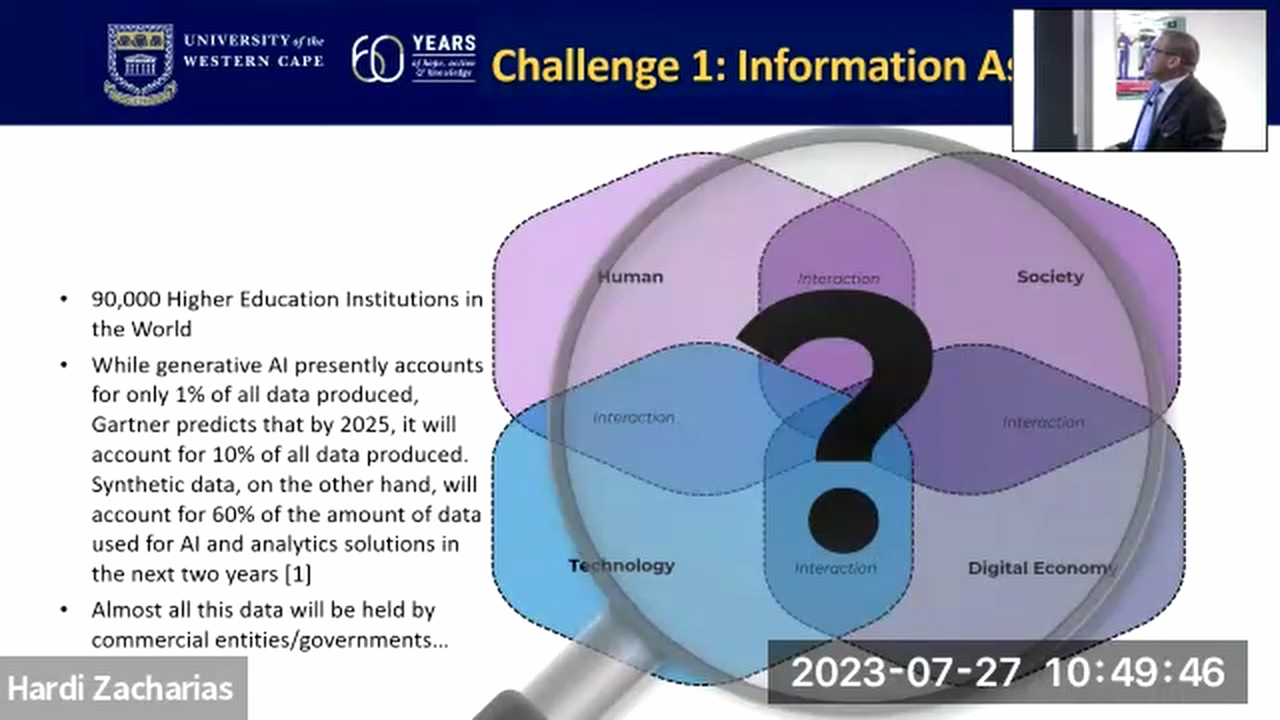 UNIVERSITY of the
WESTERN CAPE
60 YEARS
of hope, action
& knowledge
Challenge 1: Information As
Human
Interaction
Society
• 90,000 Higher Education Institutions in
the World
• While generative AI presently accounts
for only 1% of all data produced,
Gartner predicts that by 2025, it will
account for 10% of all data produced.
Synthetic data, on the other hand, will
account for 60% of the amount of data
used for AI and analytics solutions in
the next two years [1]
• Almost all this data will be held by
commercial entities/governments...
Interaction
Interaction
?
Technology
Interaction
Digital Economy
Hardi Zacharias
2023-07-27 10:49:46